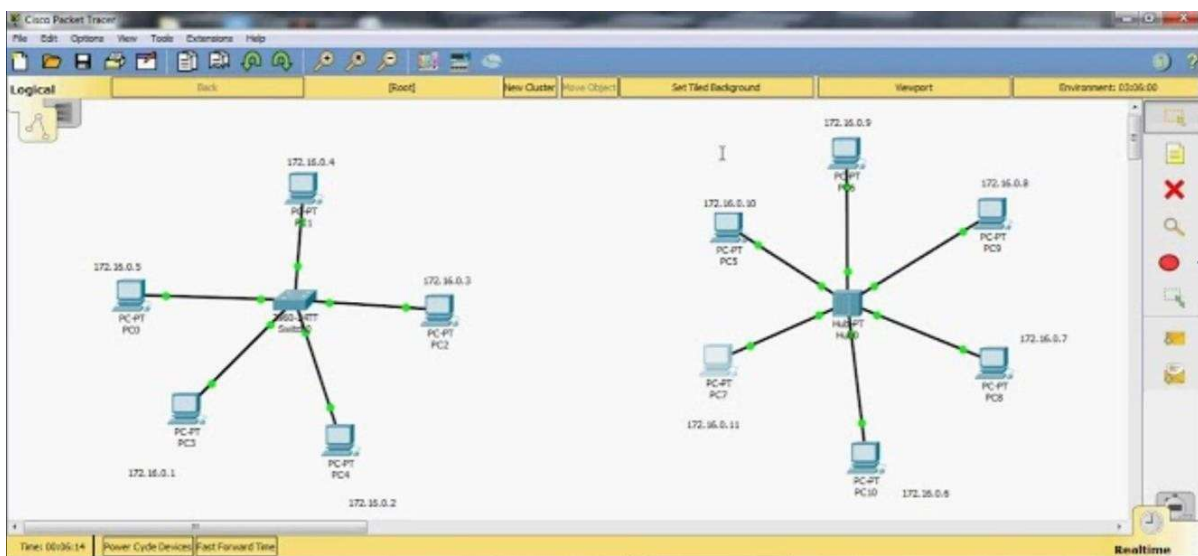 Cisco Packet Tracer
File Edit Options View Tools Extensions Help
Logical Back [Root] New Cluster Move Object Set Tiled Background Viewport Environment: 03:06:00
172.16.0.4
PC-PT
172.16.0.5
PC-PT
PC0
172.16.0.3
PC-PT
PC2
PC-PT
PC3
172.16.0.1
PC-PT
PC4
172.16.0.2
172.16.0.9
PC-PT
172.16.0.10
PC-PT
PC5
172.16.0.8
PC-PT
PC9
Hub-PT
172.16.0.7
PC-PT
PC8
PC-PT
PC7
172.16.0.11
PC-PT
PC10
172.16.0.6
Time: 00:06:14 Power Cycle Devices Fast Forward Time
Realtime